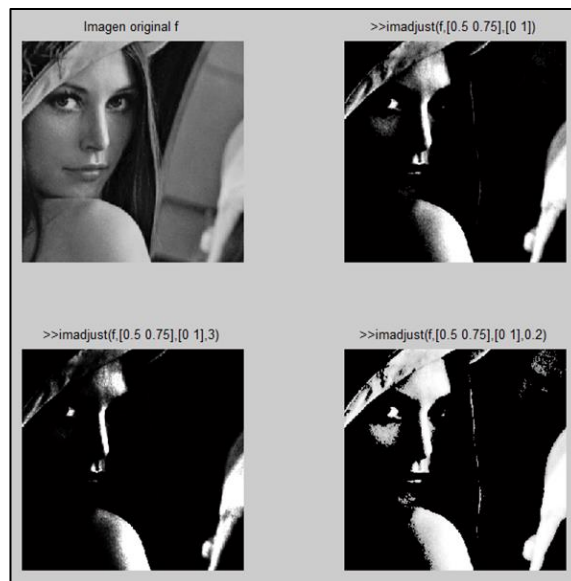 Imagen original f
>>imadjust(f,[0.5 0.75],[0 1])
>>imadjust(f,[0.5 0.75],[0 1],3)
>>imadjust(f,[0.5 0.75],[0 1],0.2)